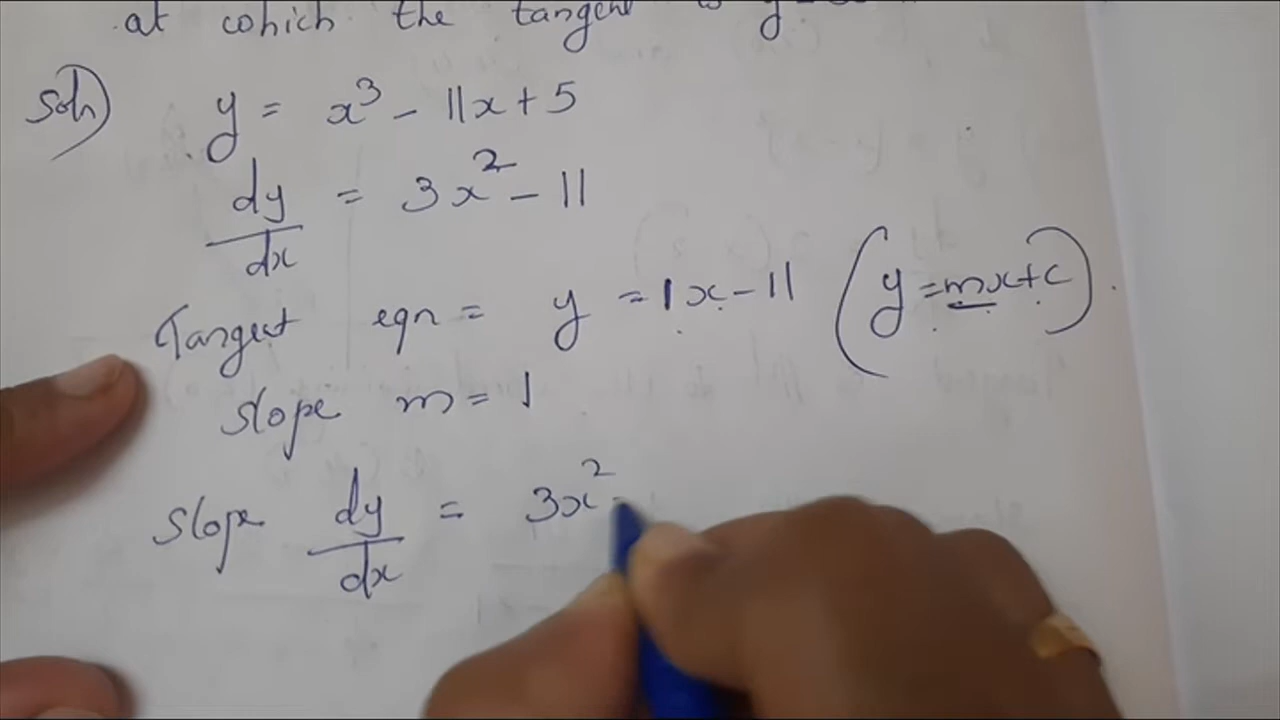 at which the tangent is y
Soln)
y = x³ - 11x + 5
dy/dx = 3x² - 11
Tangent eqn = y = 1x - 11 (y = mx + c)
slope m = 1
slope dy/dx = 3x²